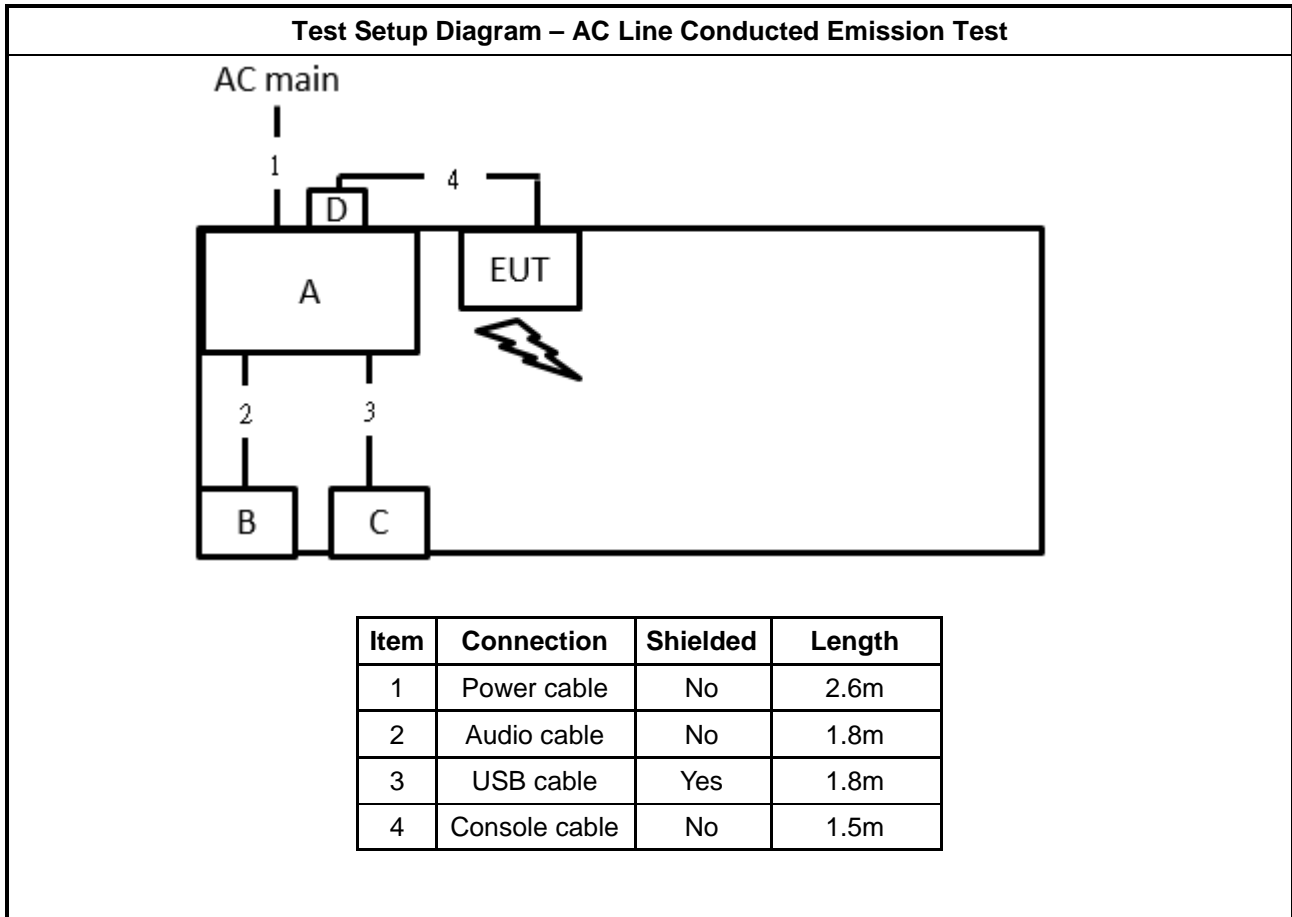 Test Setup Diagram – AC Line Conducted Emission Test
AC main
1
4
D
A
EUT
2
3
B
C
Item Connection Shielded Length
1 Power cable No 2.6m
2 Audio cable No 1.8m
3 USB cable Yes 1.8m
4 Console cable No 1.5m